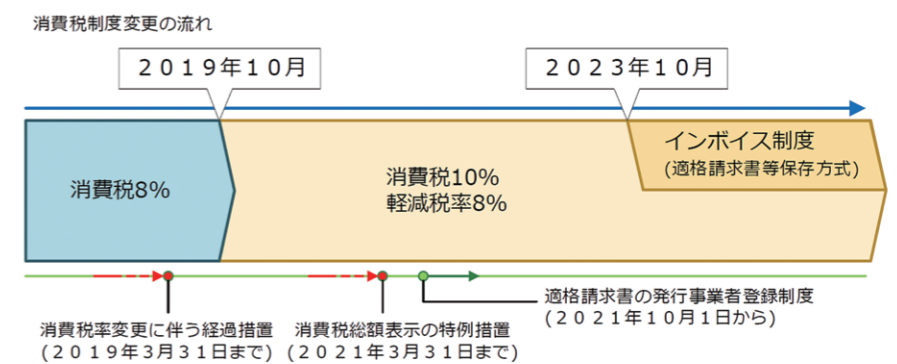 消費税制度変更の流れ
２０１９年１０月
２０２３年１０月
消費税8%
消費税10%
軽減税率8%
インボイス制度
(適格請求書等保存方式)
消費税率変更に伴う経過措置
(２０１９年３月３１日まで)
消費税総額表示の特例措置
(２０２１年３月３１日まで)
適格請求書の発行事業者登録制度
(２０２１年１０月１日から)